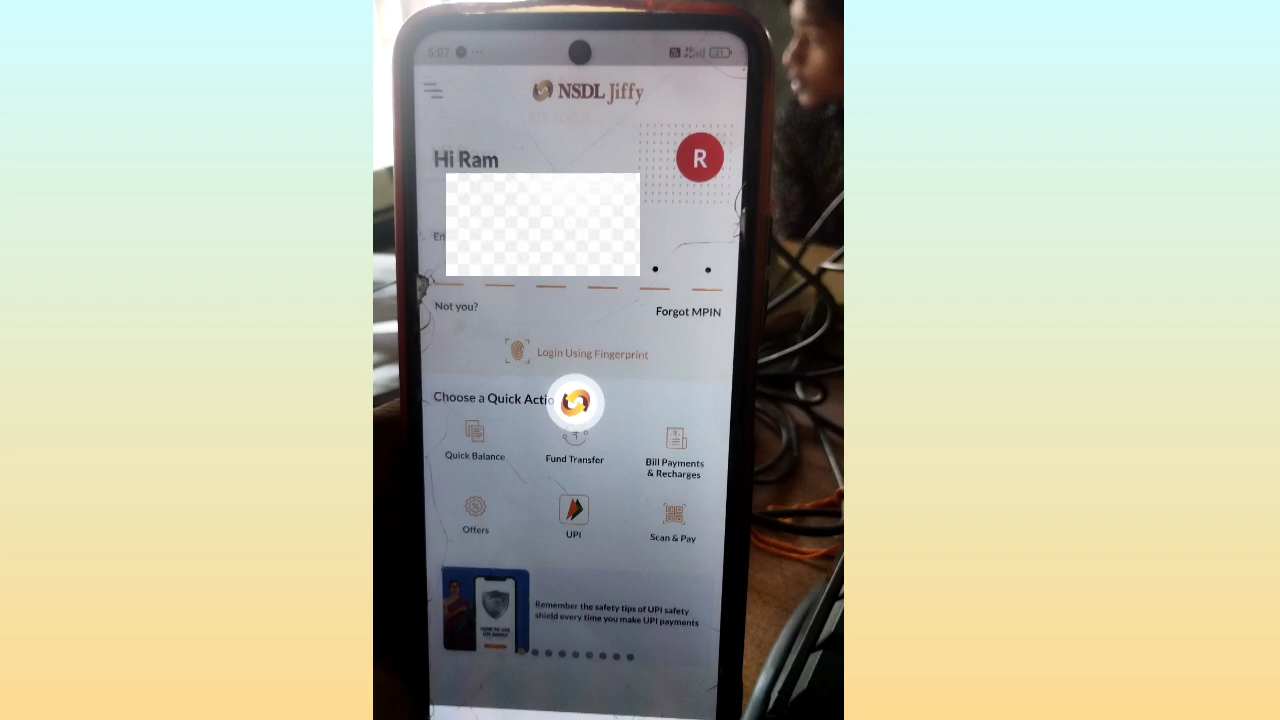 5:07
4G
21
NSDL Jiffy
Hi Ram
R
Not you?
Forgot MPIN
Login Using Fingerprint
Choose a Quick Actio
Quick Balance
Fund Transfer
Bill Payments
& Recharges
Offers
UPI
Scan & Pay
Remember the safety tips of UPI safety
shield every time you make UPI payments